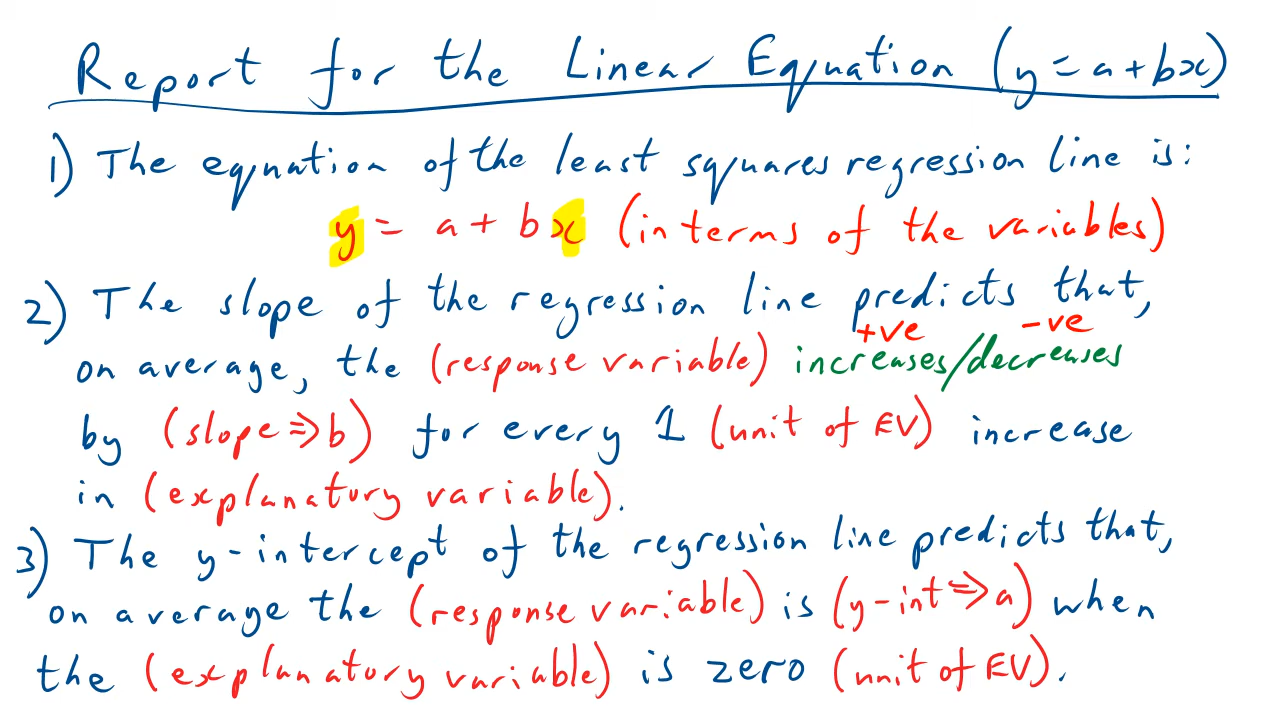 Report for the Linear Equation (y = a + bx)
1) The equation of the least squares regression line is:
y = a + bx (in terms of the variables)
2) The slope of the regression line predicts that,
+ve -ve
on average, the (response variable) increases/decreases
by (slope ⇒ b) for every 1 (unit of EV) increase
in (explanatory variable).
3) The y-intercept of the regression line predicts that,
on average the (response variable) is (y-int ⇒ a) when
the (explanatory variable) is zero (unit of EV).